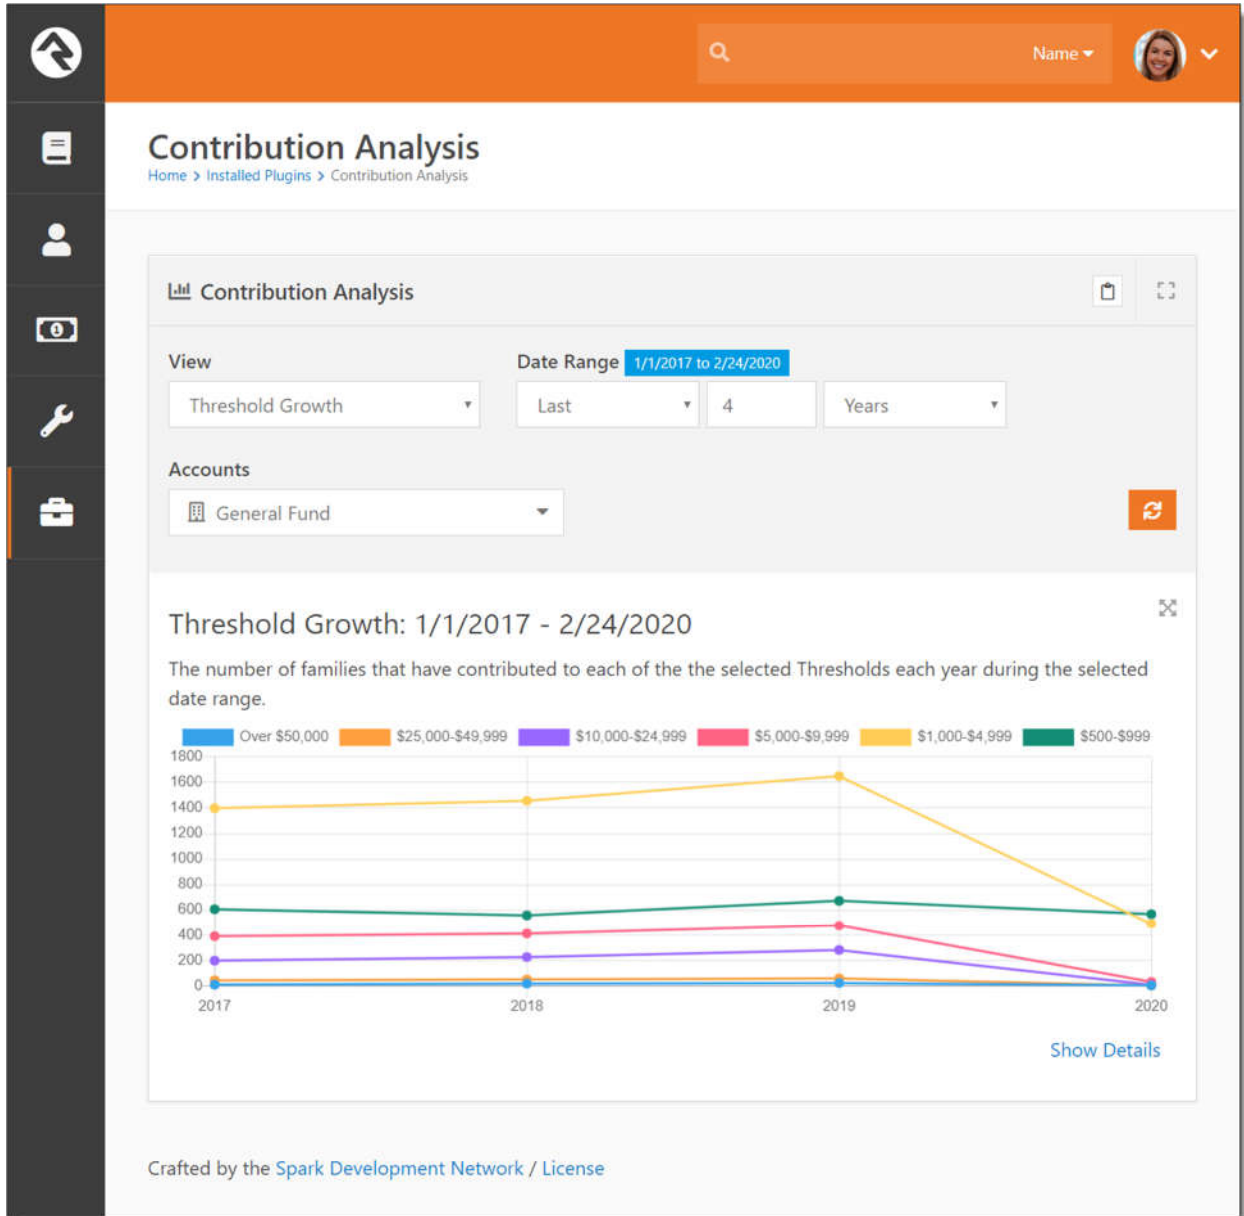 Name
Contribution Analysis
Home > Installed Plugins > Contribution Analysis
Contribution Analysis
View
Date Range 1/1/2017 to 2/24/2020
Threshold Growth
Last
4
Years
Accounts
General Fund
Threshold Growth: 1/1/2017 - 2/24/2020
The number of families that have contributed to each of the the selected Thresholds each year during the selected
date range.
Over $50,000 $25,000-$49,999 $10,000-$24,999 $5,000-$9,999 $1,000-$4,999 $500-$999
1800
1600
1400
1200
1000
800
600
400
200
0
2017 2018 2019 2020
Show Details
Crafted by the Spark Development Network / License